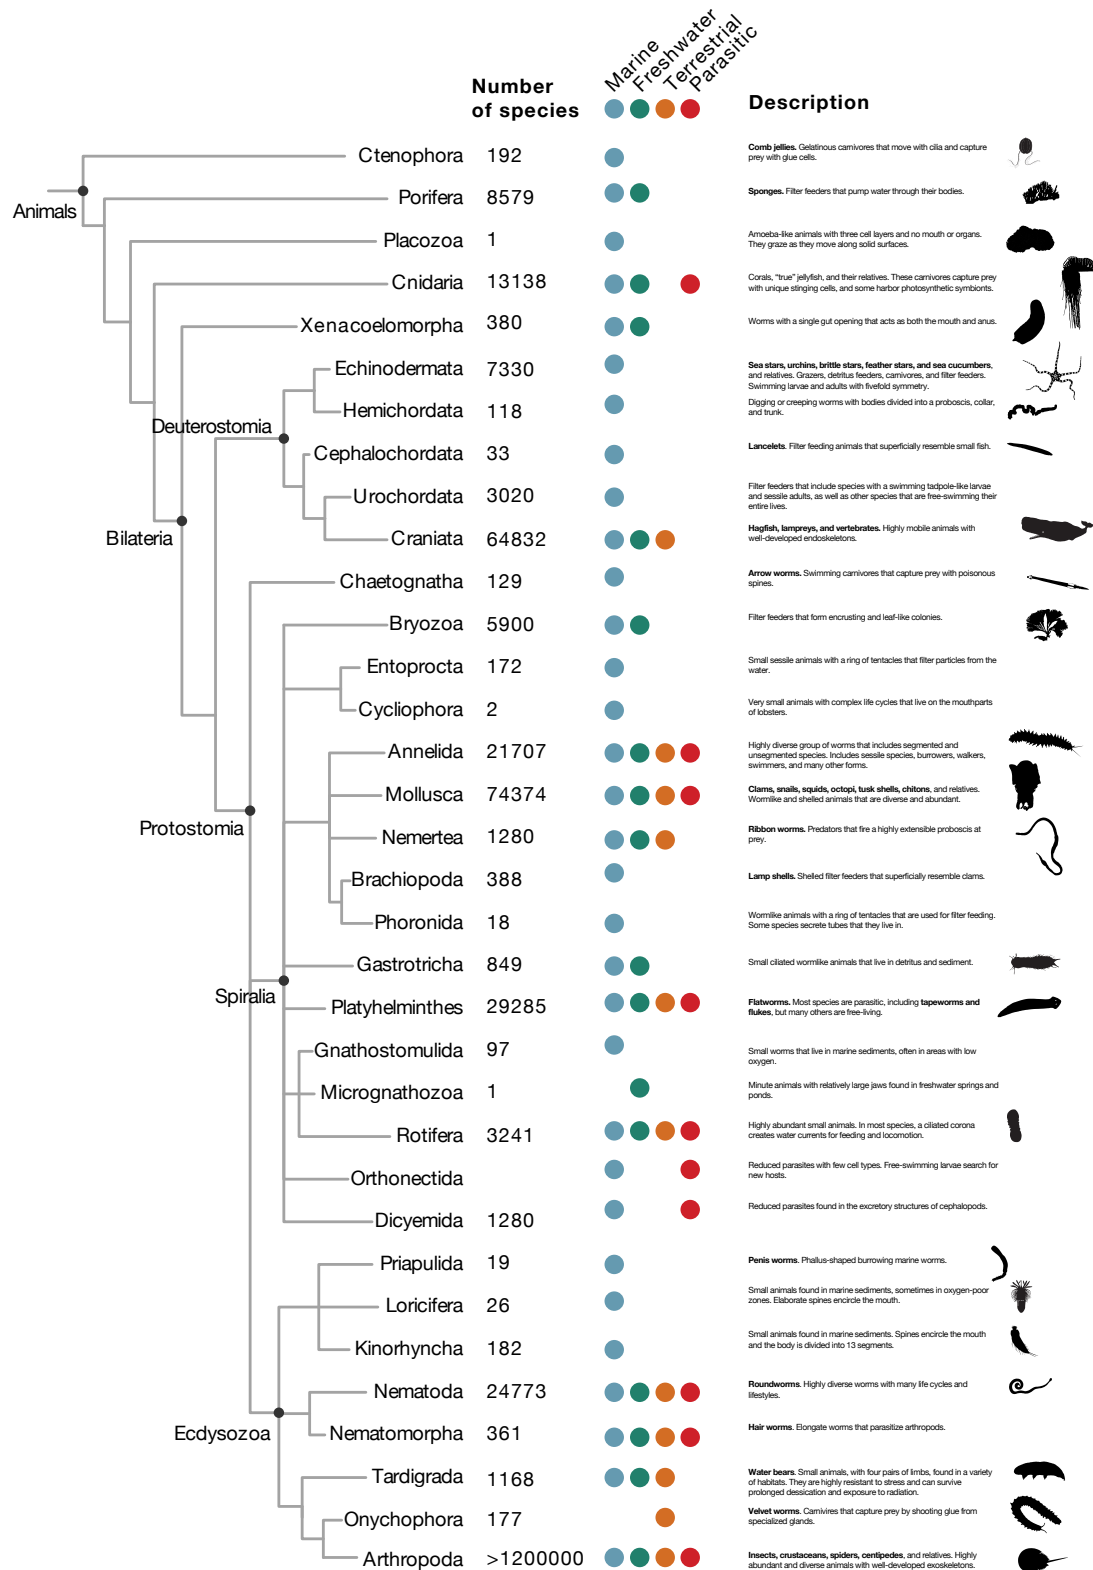 Marine
Freshwater
Terrestrial
Parasitic
Number
of species
Description
Animals
Ctenophora 192
Comb jellies. Gelatinous carnivores that move with cilia and capture
prey with glue cells.
Porifera 8579
Sponges. Filter feeders that pump water through their bodies.
Placozoa 1
Amoeba-like animals with three cell layers and no mouth or organs.
They graze as they move along solid surfaces.
Cnidaria 13138
Corals, “true” jellyfish, and their relatives. These carnivores capture prey
with unique stinging cells, and some harbor photosynthetic symbionts.
Xenacoelomorpha 380
Worms with a single gut opening that acts as both the mouth and anus.
Bilateria
Deuterostomia
Echinodermata 7330
Sea stars, urchins, brittle stars, feather stars, and sea cucumbers,
and relatives. Grazers, detritus feeders, carnivores, and filter feeders.
Swimming larvae and adults with fivefold symmetry.
Hemichordata 118
Digging or creeping worms with bodies divided into a proboscis, collar,
and trunk.
Cephalochordata 33
Lancelets. Filter feeding animals that superficially resemble small fish.
Urochordata 3020
Filter feeders that include species with a swimming tadpole-like larvae
and sessile adults, as well as other species that are free-swimming their
entire lives.
Craniata 64832
Hagfish, lampreys, and vertebrates. Highly mobile animals with
well-developed endoskeletons.
Protostomia
Chaetognatha 129
Arrow worms. Swimming carnivores that capture prey with poisonous
spines.
Spiralia
Bryozoa 5900
Filter feeders that form encrusting and leaf-like colonies.
Entoprocta 172
Small sessile animals with a ring of tentacles that filter particles from the
water.
Cycliophora 2
Very small animals with complex life cycles that live on the mouthparts
of lobsters.
Annelida 21707
Highly diverse group of worms that includes segmented and
unsegmented species. Includes sessile species, burrowers, walkers,
swimmers, and many other forms.
Mollusca 74374
Clams, snails, squids, octopi, tusk shells, chitons, and relatives.
Wormlike and shelled animals that are diverse and abundant.
Nemertea 1280
Ribbon worms. Predators that fire a highly extensible proboscis at
prey.
Brachiopoda 388
Lamp shells. Shelled filter feeders that superficially resemble clams.
Phoronida 18
Wormlike animals with a ring of tentacles that are used for filter feeding.
Some species secrete tubes that they live in.
Gastrotricha 849
Small ciliated wormlike animals that live in detritus and sediment.
Platyhelminthes 29285
Flatworms. Most species are parasitic, including tapeworms and
flukes, but many others are free-living.
Gnathostomulida 97
Small worms that live in marine sediments, often in areas with low
oxygen.
Micrognathozoa 1
Minute animals with relatively large jaws found in freshwater springs and
ponds.
Rotifera 3241
Highly abundant small animals. In most species, a ciliated corona
creates water currents for feeding and locomotion.
Orthonectida
Reduced parasites with few cell types. Free-swimming larvae search for
new hosts.
Dicyemida 1280
Reduced parasites found in the excretory structures of cephalopods.
Ecdysozoa
Priapulida 19
Penis worms. Phallus-shaped burrowing marine worms.
Loricifera 26
Small animals found in marine sediments, sometimes in oxygen-poor
zones. Elaborate spines encircle the mouth.
Kinorhyncha 182
Small animals found in marine sediments. Spines encircle the mouth
and the body is divided into 13 segments.
Nematoda 24773
Roundworms. Highly diverse worms with many life cycles and
lifestyles.
Nematomorpha 361
Hair worms. Elongate worms that parasitize arthropods.
Tardigrada 1168
Water bears. Small animals, with four pairs of limbs, found in a variety
of habitats. They are highly resistant to stress and can survive
prolonged dessication and exposure to radiation.
Onychophora 177
Velvet worms. Carnivires that capture prey by shooting glue from
specialized glands.
Arthropoda >1200000
Insects, crustaceans, spiders, centipedes, and relatives. Highly
abundant and diverse animals with well-developed exoskeletons.